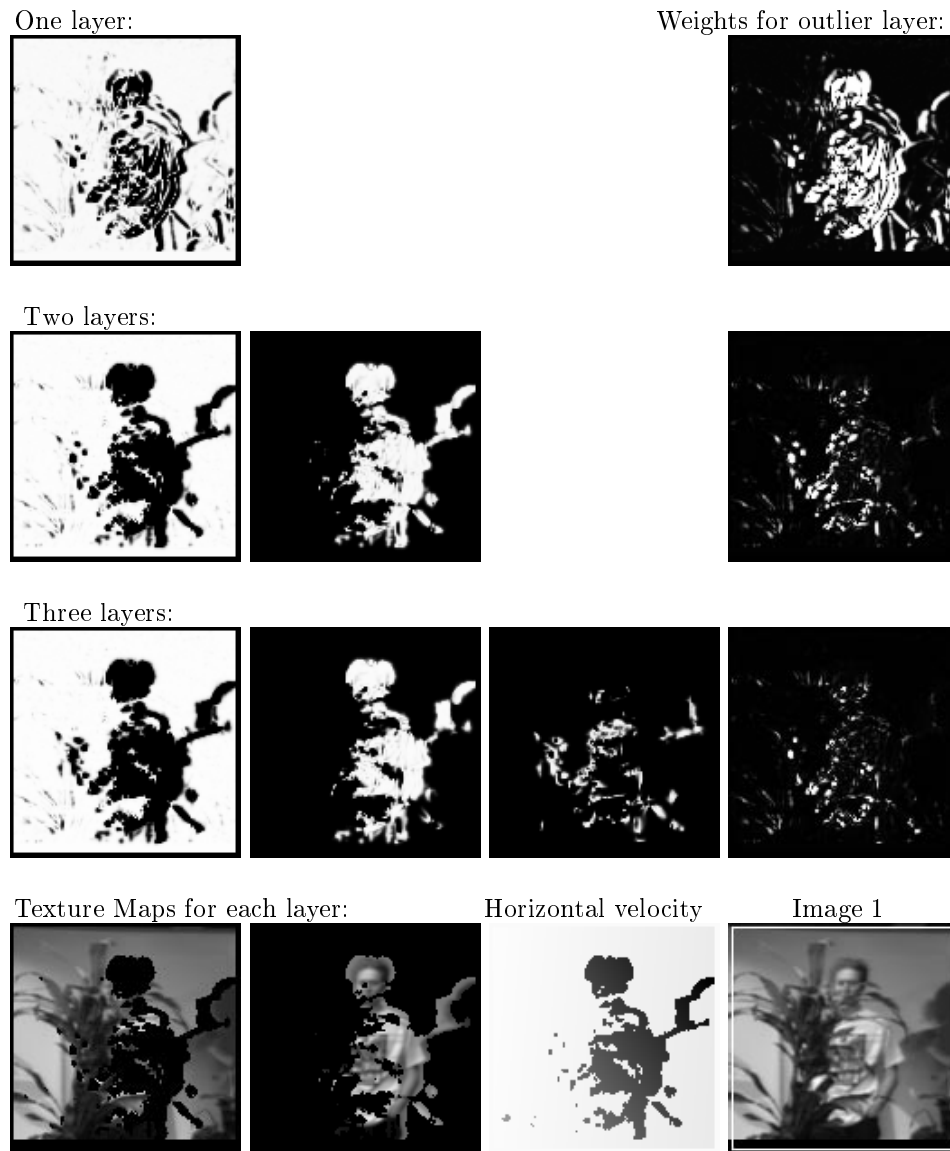 One layer:
Weights for outlier layer:
Two layers:
Three layers:
Texture Maps for each layer:
Horizontal velocity
Image 1